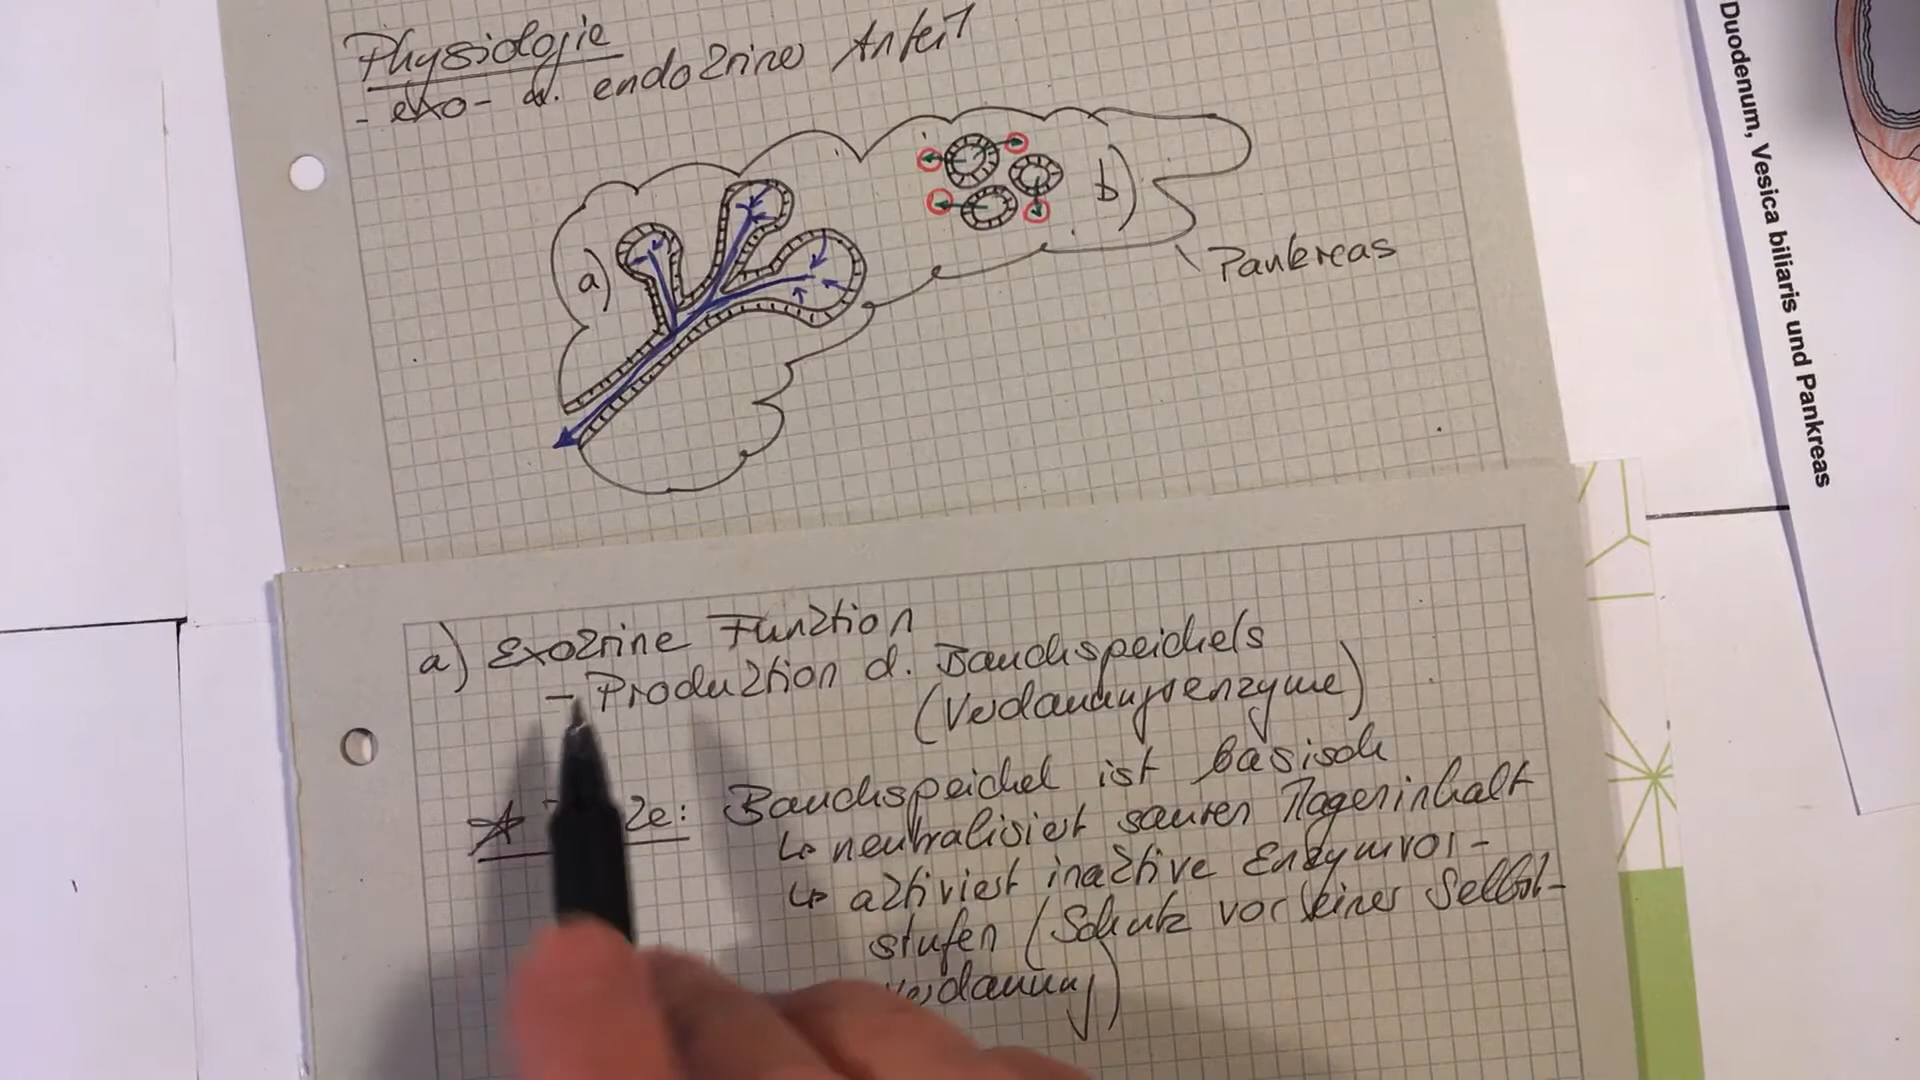 Physiologie
- exo- u. endokrine Anteil
a)
b)
Pankreas
Duodenum, Vesica biliaris und Pankreas
a) Exokrine Funktion
- Produktion d. Bauchspeichels
(Verdauungsenzyme)
Bauchspeichel ist basisch
↳ neutralisiert sauren Mageninhalt
↳ aktiviert inaktive Enzymvor-
stufen (Schutz vor einer Selbst-
verdauung)